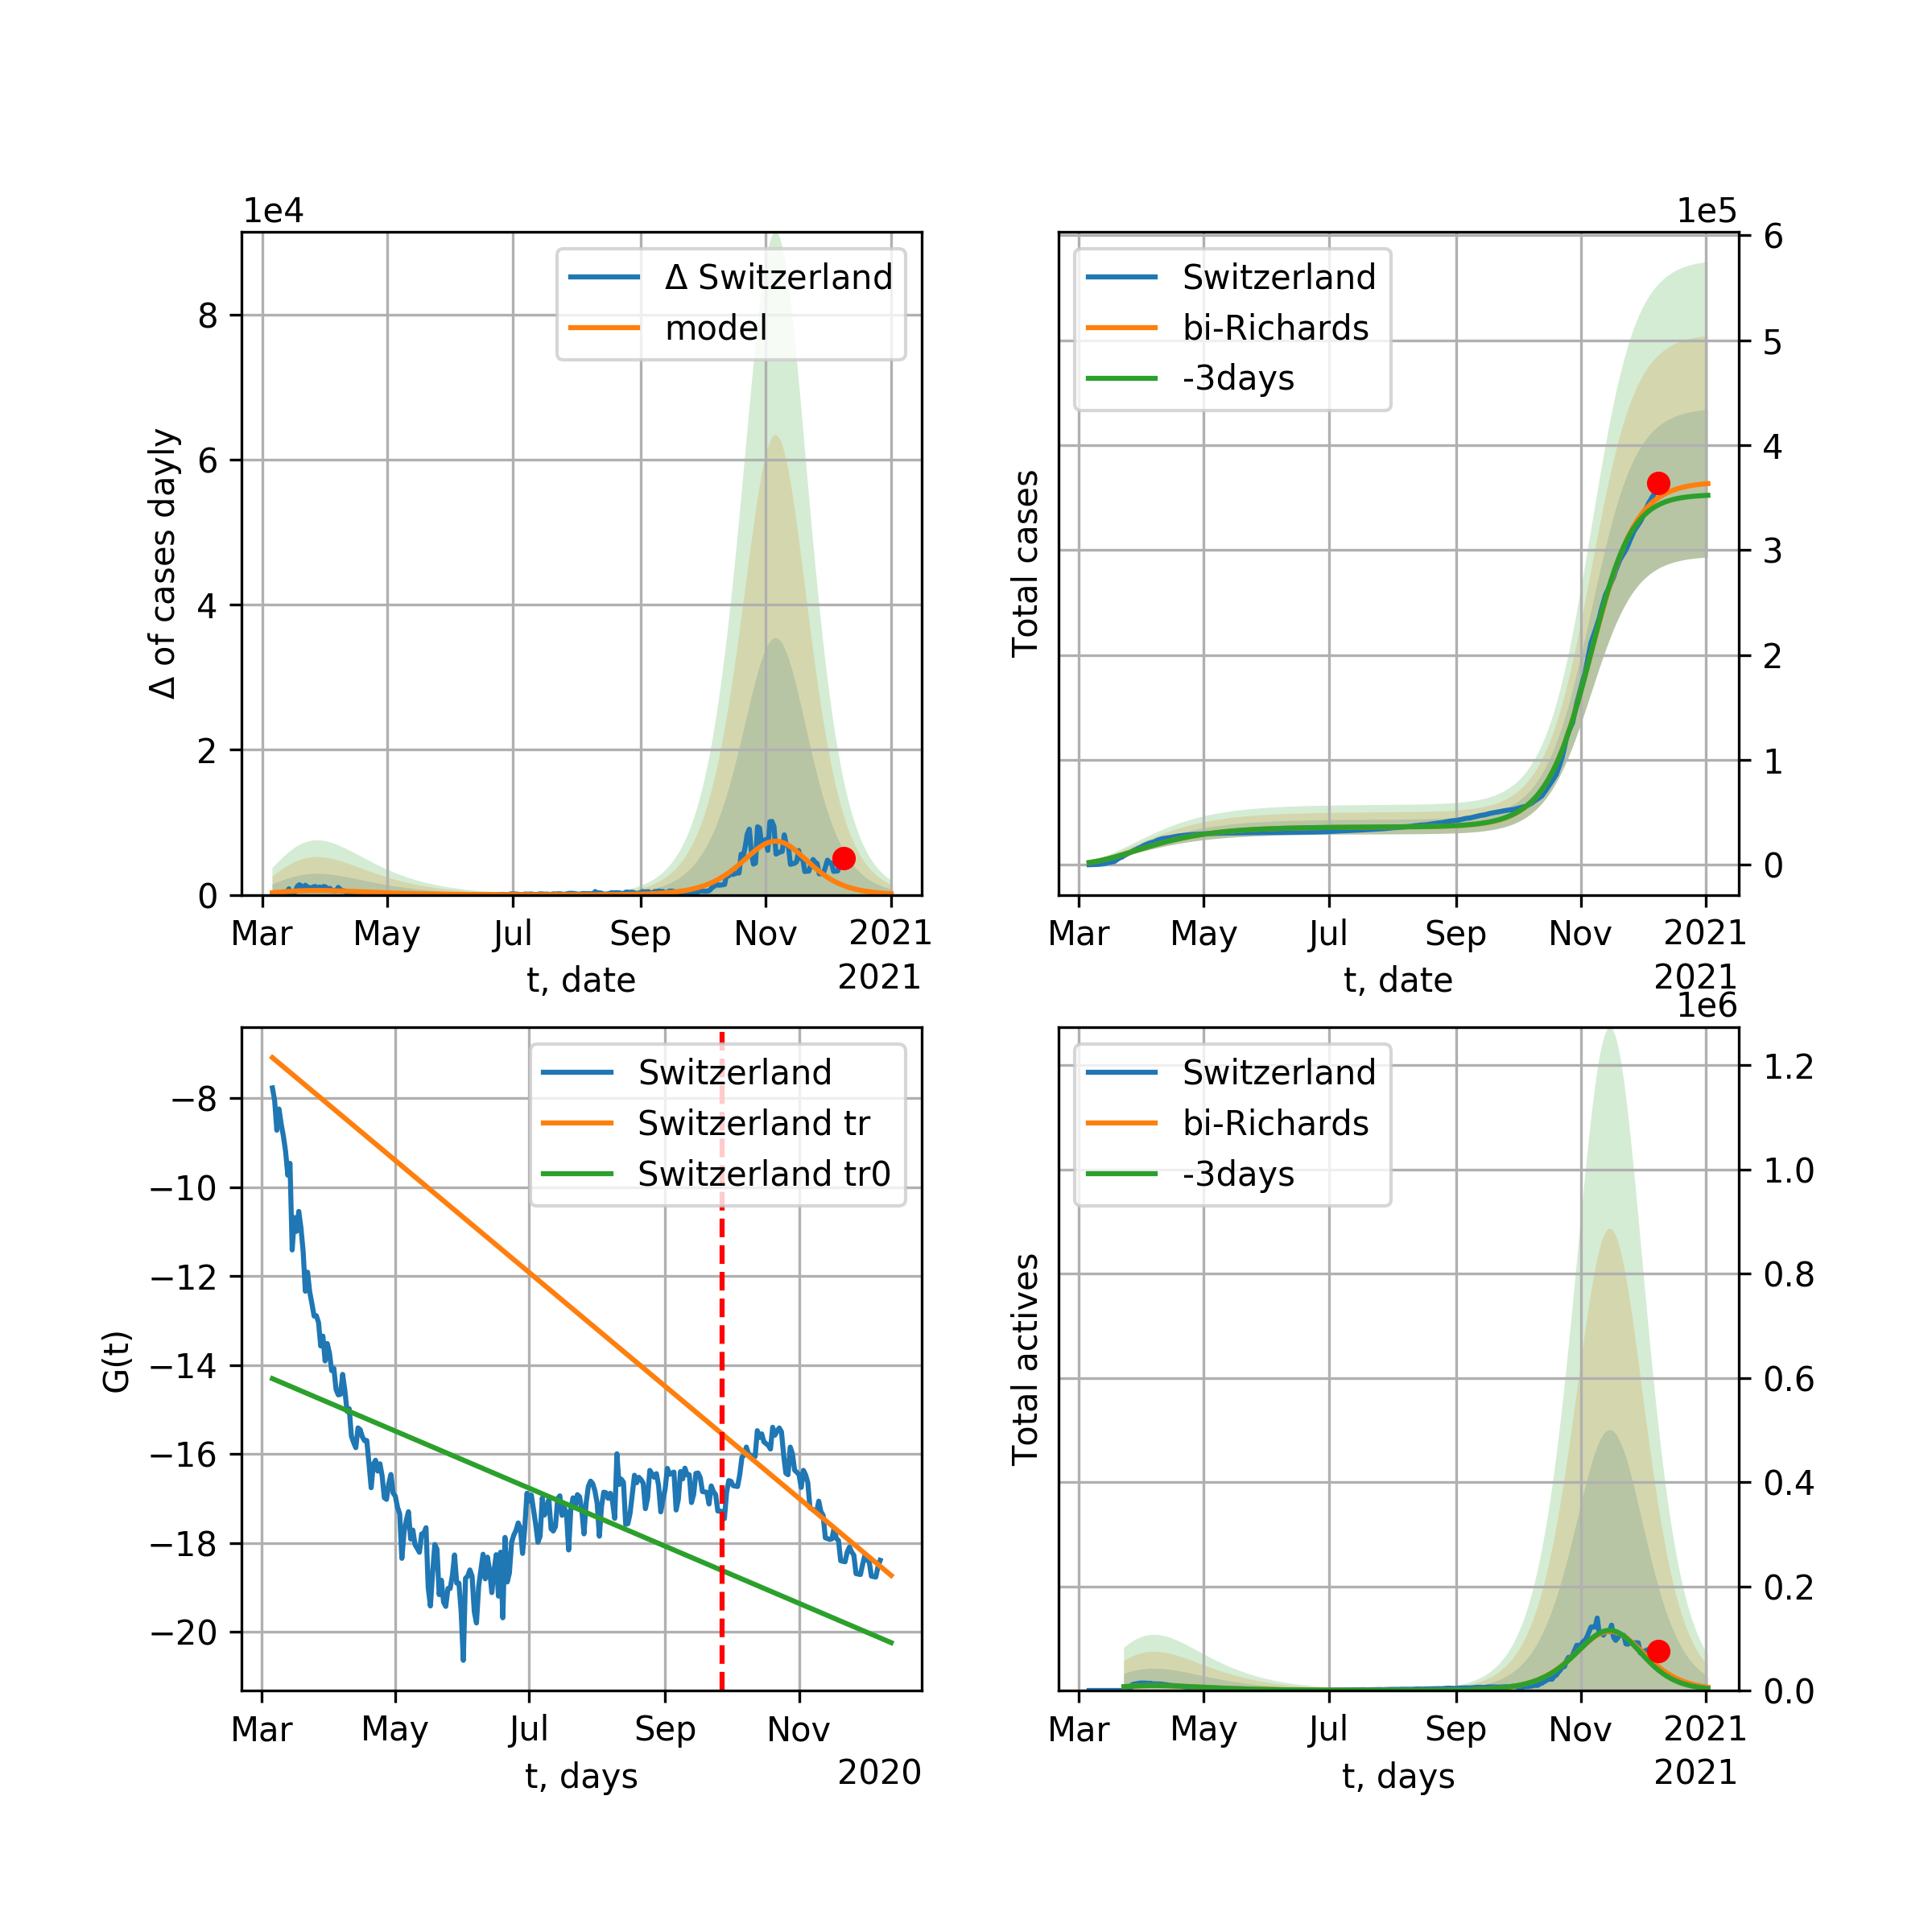 1e4
Δ Switzerland
model
8
6
4
2
0
Δ of cases dayly
Mar May Jul Sep Nov 2021
t, date
2021
1e5
Switzerland
bi-Richards
-3days
6
5
4
3
2
1
0
Total cases
Mar May Jul Sep Nov 2021
t, date
2021
Switzerland
Switzerland tr
Switzerland tr0
−8
−10
−12
−14
−16
−18
−20
G(t)
Mar May Jul Sep Nov
t, days
2020
1e6
Switzerland
bi-Richards
-3days
1.2
1.0
0.8
0.6
0.4
0.2
0.0
Total actives
Mar May Jul Sep Nov 2021
t, days
2021